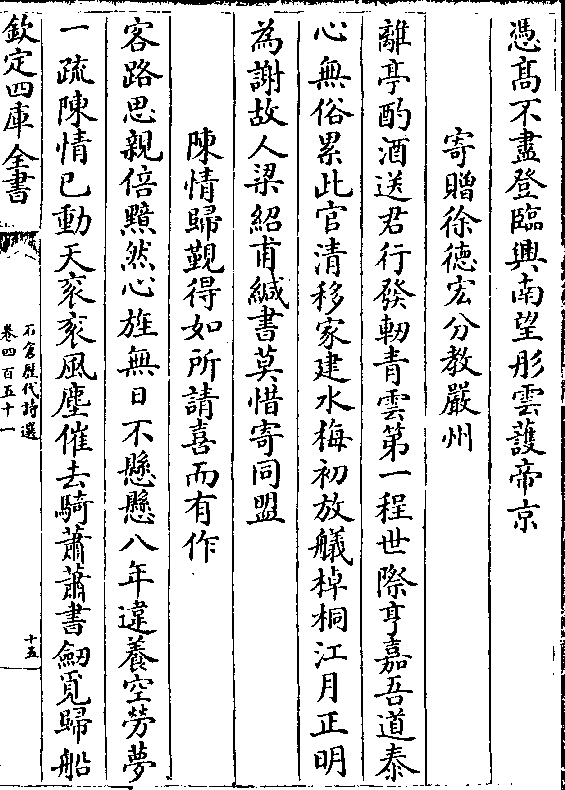 憑髙不盡登臨興南望彤雲護帝京
寄贈徐德宏分教嚴州
離亭酌酒送君行發軔青雲第一程世際亨嘉吾道泰
心無俗累此官清移家建水梅初放艤棹桐江月正明
為謝故人梁紹甫緘書莫惜寄同盟
陳情歸覲得如所請喜而有作
客路思親倍黯然心旌無日不懸懸八年違養空勞夢
一疏陳情已動天衮衮風塵催去騎蕭蕭書劒覓歸船
欽定四庫全書
石倉歴代詩選
卷四百五十一
十五